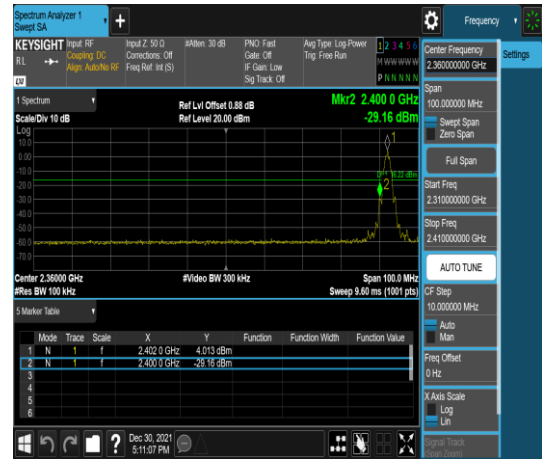 Spectrum Analyzer 1
Swept SA
+
Frequency
KEYSIGHT
RL
Input: RF
Coupling: DC
Align: Auto/No RF
Input Z: 50 Ω
Corrections: Off
Freq Ref: Int (S)
#Atten: 30 dB
PNO: Fast
Gate: Off
IF Gain: Low
Sig Track: Off
Avg Type: Log-Power
Trig: Free Run
1 2 3 4 5 6
M W W W W W
P N N N N N
LXI
1 Spectrum
Scale/Div 10 dB
Ref Lvl Offset 0.88 dB
Ref Level 20.00 dBm
Mkr2 2.400 0 GHz
-29.16 dBm
Log
10.0
0.00
-10.0
-20.0
-30.0
-40.0
-50.0
-60.0
-70.0
1
2
Center 2.36000 GHz
#Res BW 100 kHz
#Video BW 300 kHz
Span 100.0 MHz
Sweep 9.60 ms (1001 pts)
5 Marker Table
Mode Trace Scale X Y Function Function Width Function Value
1 N 1 f 2.402 0 GHz 4.013 dBm
2 N 1 f 2.400 0 GHz -29.16 dBm
3
4
5
6
Dec 30, 2021
5:11:07 PM
Settings
Center Frequency
2.360000000 GHz
Span
100.000000 MHz
Swept Span
Zero Span
Full Span
Start Freq
2.310000000 GHz
Stop Freq
2.410000000 GHz
AUTO TUNE
CF Step
10.000000 MHz
Auto
Man
Freq Offset
0 Hz
X Axis Scale
Log
Lin
Signal Track
(Span Zoom)